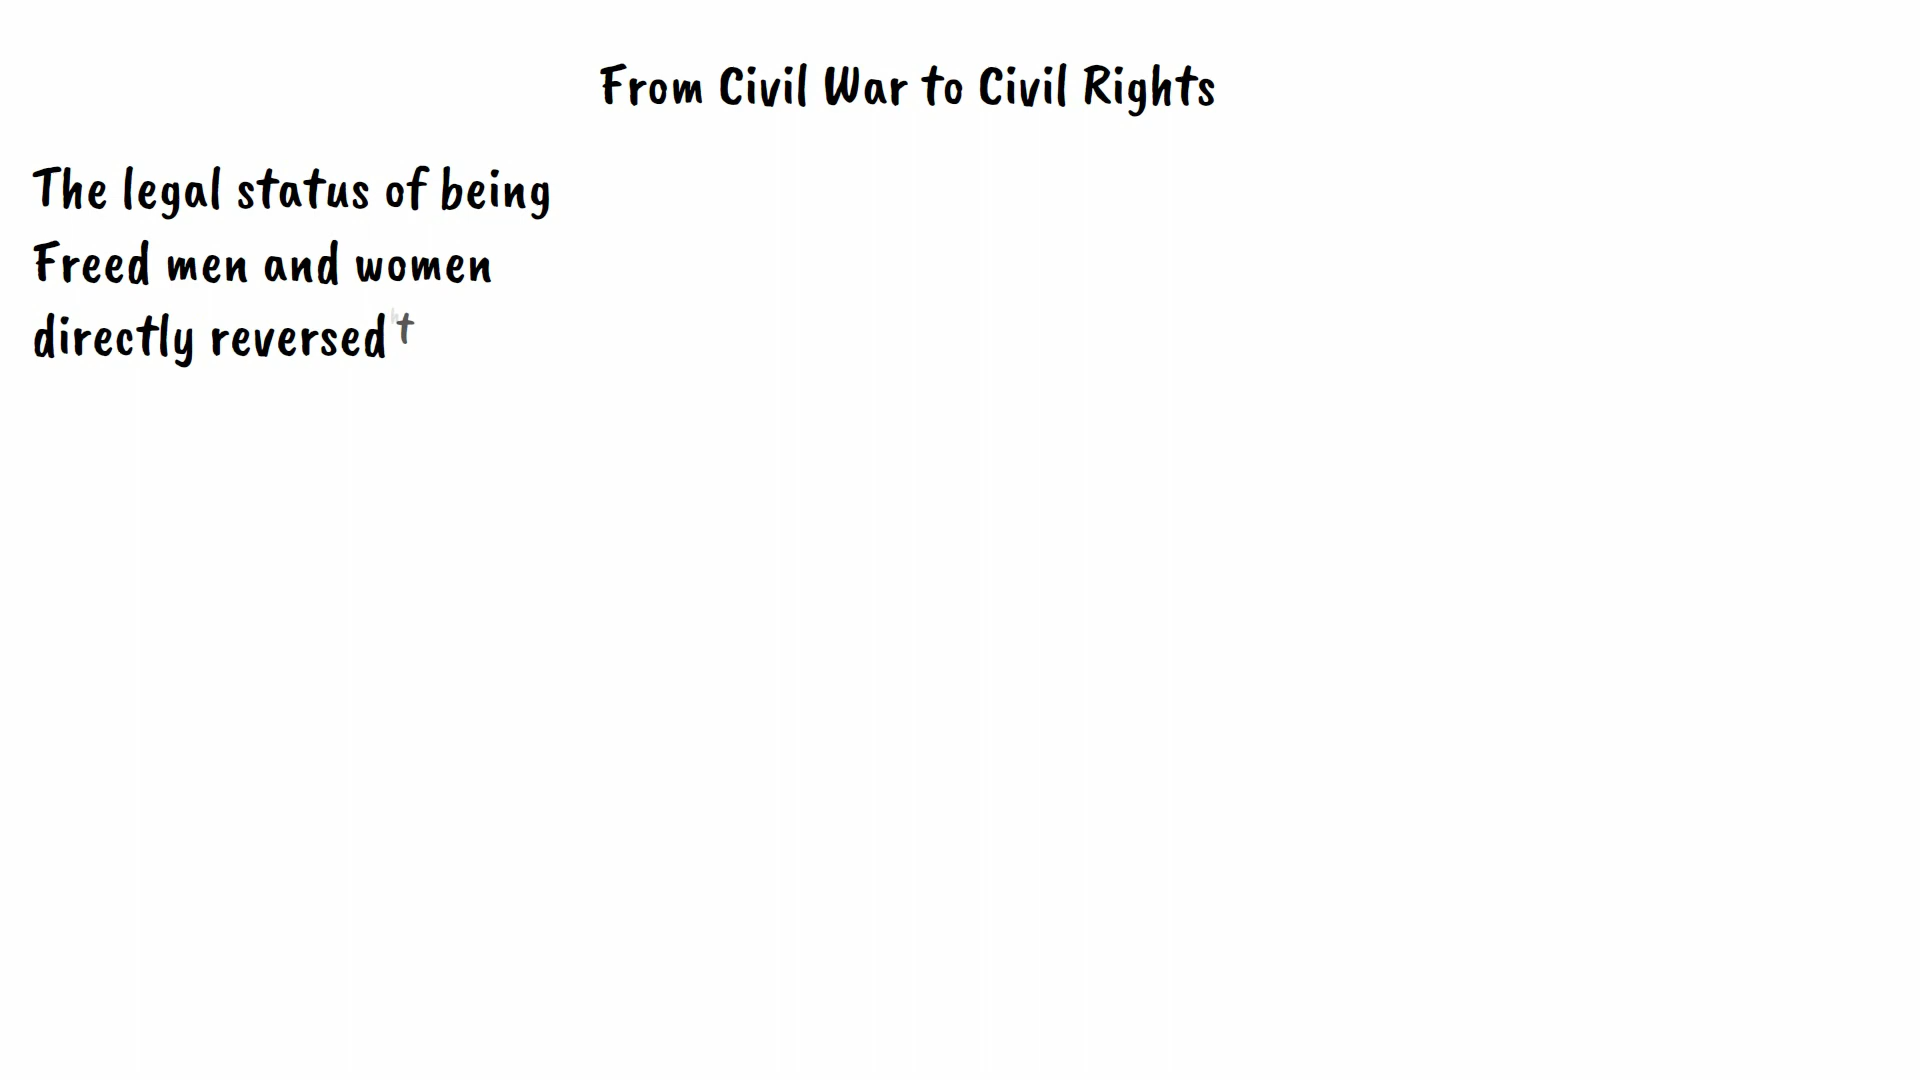 From Civil War to Civil Rights
The legal status of being
Freed men and women
directly reversed t